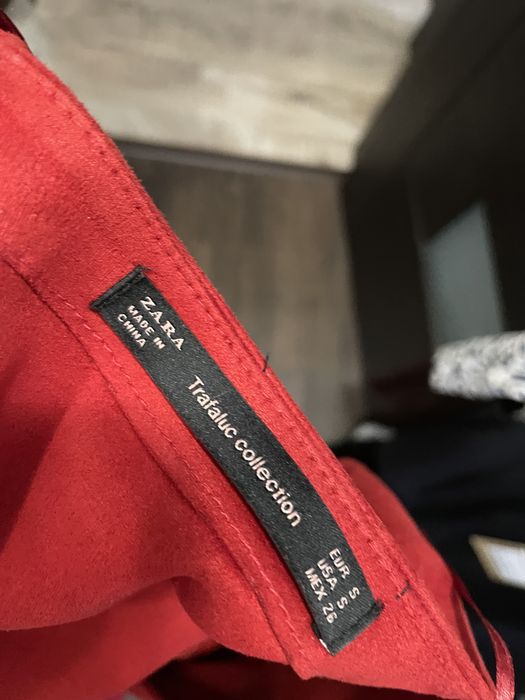 ZARA
MADE IN
CHINA
Trafaluc collection
EUR S
USA S
MEX 26